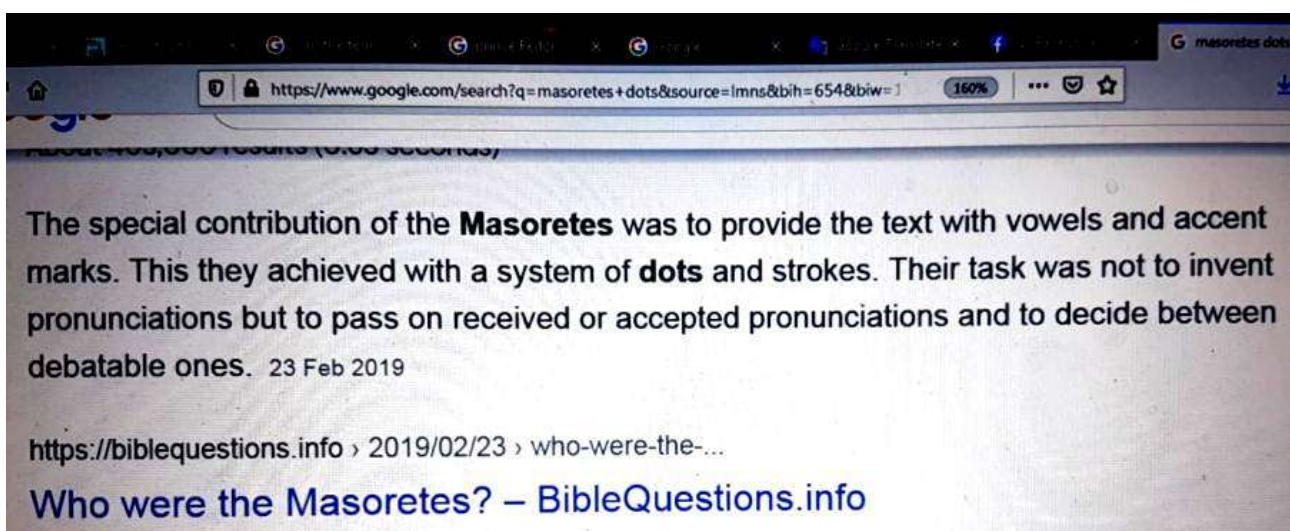 G masoretes dots
https://www.google.com/search?q=masoretes+dots&source=lmns&bih=654&biw=1
160%
The special contribution of the Masoretes was to provide the text with vowels and accent
marks. This they achieved with a system of dots and strokes. Their task was not to invent
pronunciations but to pass on received or accepted pronunciations and to decide between
debatable ones. 23 Feb 2019
https://biblequestions.info › 2019/02/23 › who-were-the-...
Who were the Masoretes? – BibleQuestions.info